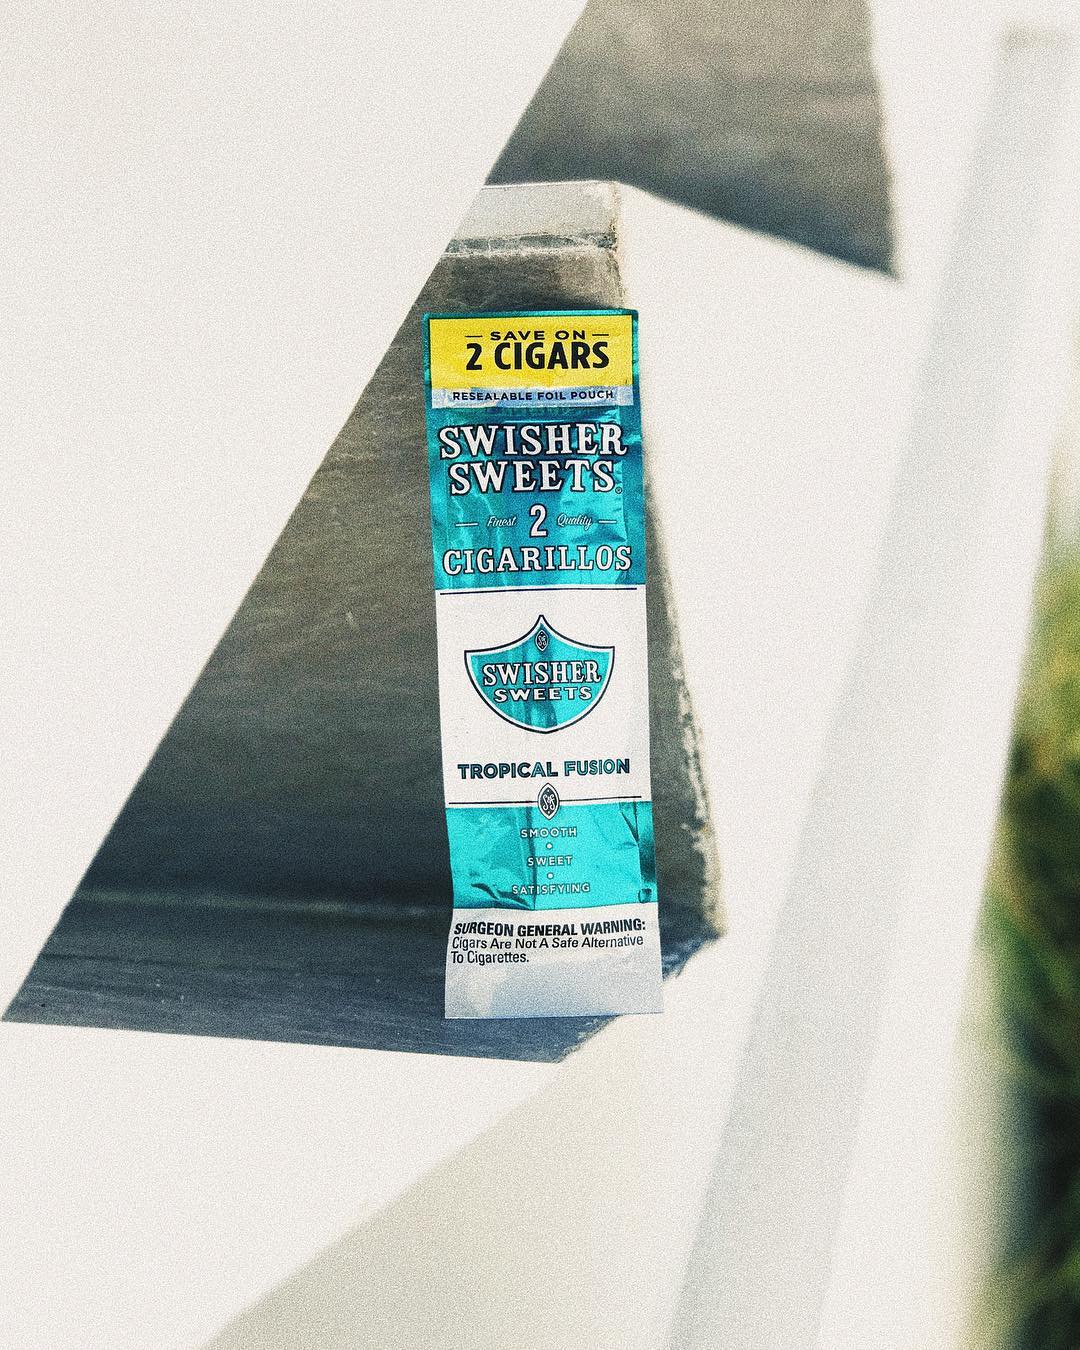 SAVE ON
2 CIGARS
RESEALABLE FOIL POUCH
SWISHER
SWEETS®
Finest 2 Quality
CIGARILLOS
SWISHER
SWEETS
TROPICAL FUSION
SMOOTH
SWEET
SATISFYING
SURGEON GENERAL WARNING:
Cigars Are Not A Safe Alternative
To Cigarettes.